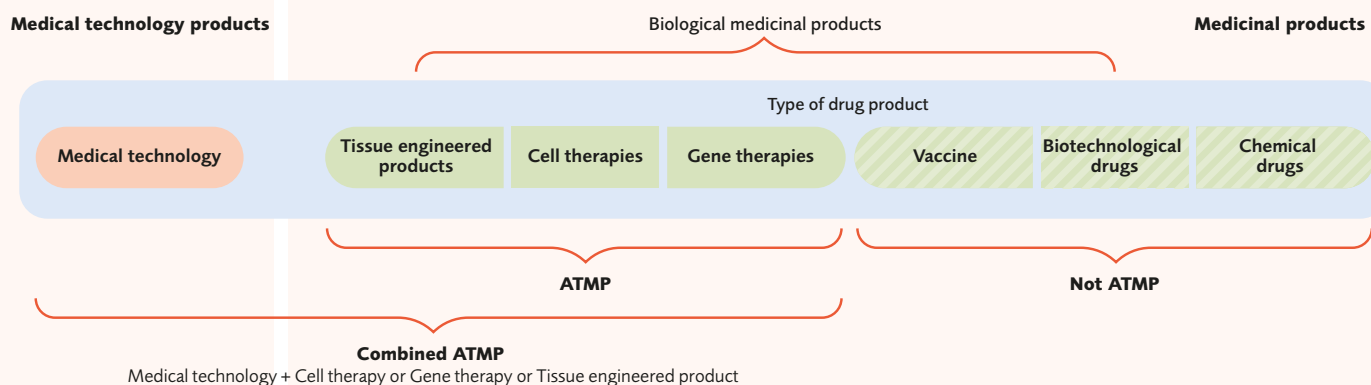 Medical technology products
Biological medicinal products
Medicinal products
Type of drug product
Medical technology
Tissue engineered
products
Cell therapies
Gene therapies
Vaccine
Biotechnological
drugs
Chemical
drugs
ATMP
Not ATMP
Combined ATMP
Medical technology + Cell therapy or Gene therapy or Tissue engineered product